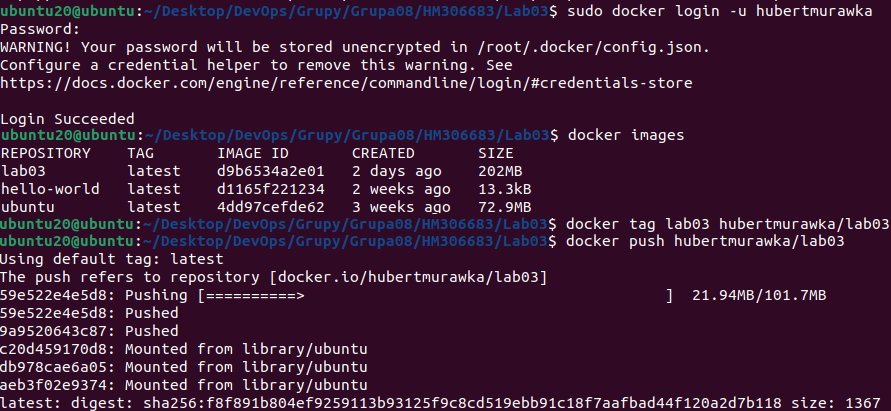 ubuntu20@ubuntu:~/Desktop/DevOps/Grupy/Grupa08/HM306683/Lab03$ sudo docker login -u hubertmurawka
Password:
WARNING! Your password will be stored unencrypted in /root/.docker/config.json.
Configure a credential helper to remove this warning. See
https://docs.docker.com/engine/reference/commandline/login/#credentials-store

Login Succeeded
ubuntu20@ubuntu:~/Desktop/DevOps/Grupy/Grupa08/HM306683/Lab03$ docker images
REPOSITORY    TAG       IMAGE ID       CREATED       SIZE
lab03         latest    d9b6534a2e01   2 days ago    202MB
hello-world   latest    d1165f221234   2 weeks ago   13.3kB
ubuntu        latest    4dd97cefde62   3 weeks ago   72.9MB
ubuntu20@ubuntu:~/Desktop/DevOps/Grupy/Grupa08/HM306683/Lab03$ docker tag lab03 hubertmurawka/lab03
ubuntu20@ubuntu:~/Desktop/DevOps/Grupy/Grupa08/HM306683/Lab03$ docker push hubertmurawka/lab03
Using default tag: latest
The push refers to repository [docker.io/hubertmurawka/lab03]
59e522e4e5d8: Pushing [==========>                                        ]  21.94MB/101.7MB
59e522e4e5d8: Pushed
9a9520643c87: Pushed
c20d459170d8: Mounted from library/ubuntu
db978cae6a05: Mounted from library/ubuntu
aeb3f02e9374: Mounted from library/ubuntu
latest: digest: sha256:f8f891b804ef9259113b93125f9c8cd519ebb91c18f7aafbad44f120a2d7b118 size: 1367